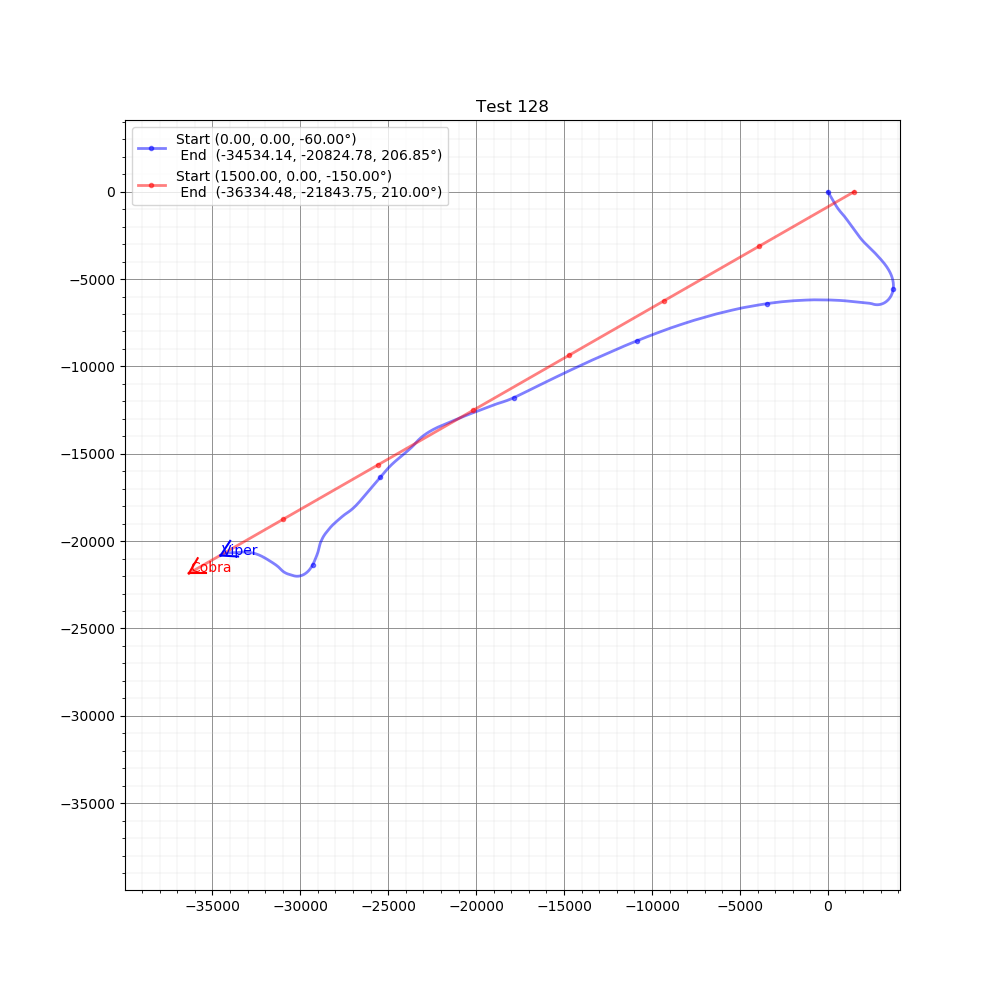 Test 128
Start (0.00, 0.00, -60.00°)
End (-34534.14, -20824.78, 206.85°)
Start (1500.00, 0.00, -150.00°)
End (-36334.48, -21843.75, 210.00°)
0
−5000
−10000
−15000
−20000
−25000
−30000
−35000
Viper
Cobra
−35000 −30000 −25000 −20000 −15000 −10000 −5000 0